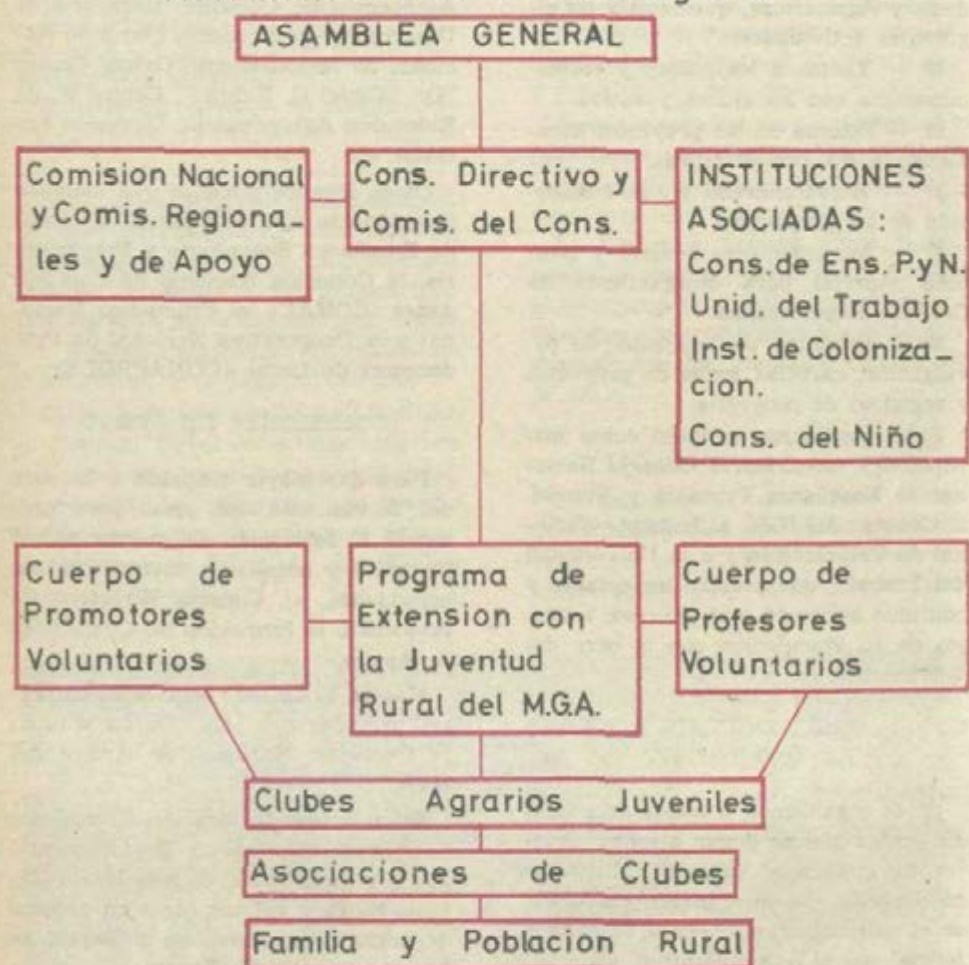 ASAMBLEA GENERAL
Comision Nacional
y Comis. Regiona_
les y de Apoyo
Cons. Directivo y
Comis. del Cons.
INSTITUCIONES
ASOCIADAS :
Cons. de Ens. P. y N.
Unid. del Trabajo
Inst. de Coloniza_
cion.
Cons. del Niño
Cuerpo de
Promotores
Voluntarios
Programa de
Extension con
la Juventud
Rural del M.G.A.
Cuerpo de
Profesores
Voluntarios
Clubes Agrarios Juveniles
Asociaciones de Clubes
Familia y Poblacion Rural